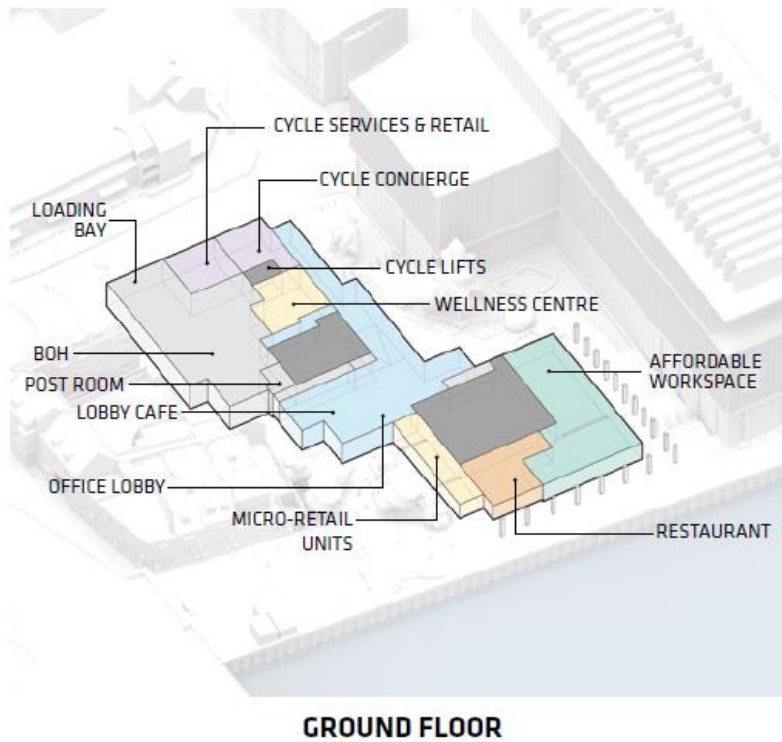 CYCLE SERVICES & RETAIL
CYCLE CONCIERGE
LOADING
BAY
CYCLE LIFTS
WELLNESS CENTRE
BOH
AFFORDABLE
WORKSPACE
POST ROOM
LOBBY CAFE
OFFICE LOBBY
MICRO-RETAIL
UNITS
RESTAURANT
GROUND FLOOR